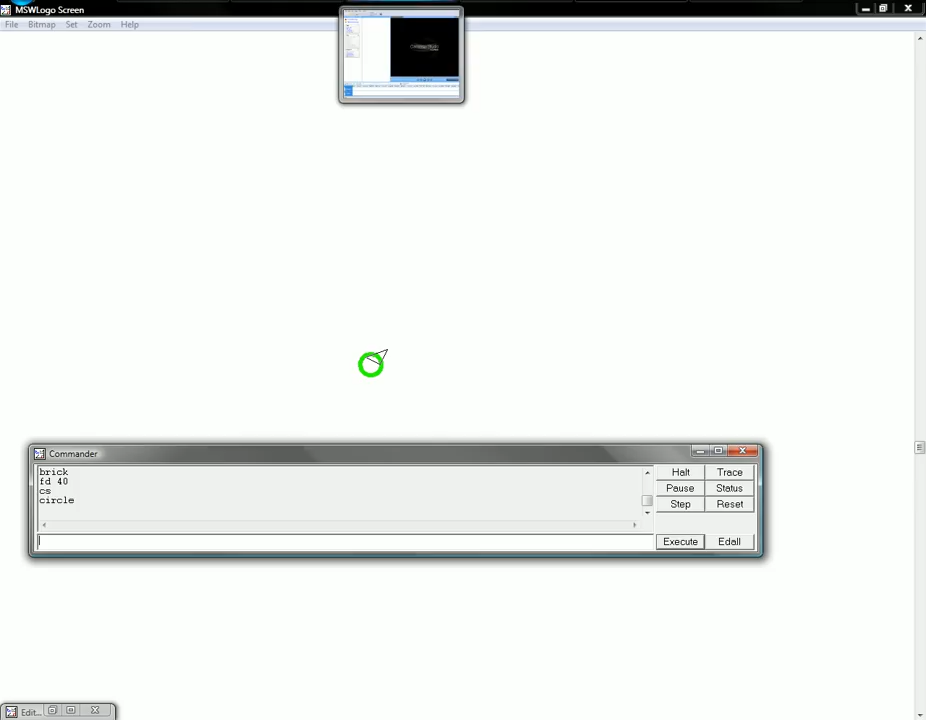 MSWLogo Screen
File Bitmap Set Zoom Help
Commander
brick
fd 40
cs
circle
Halt Trace
Pause Status
Step Reset
Execute Edall
Edit...